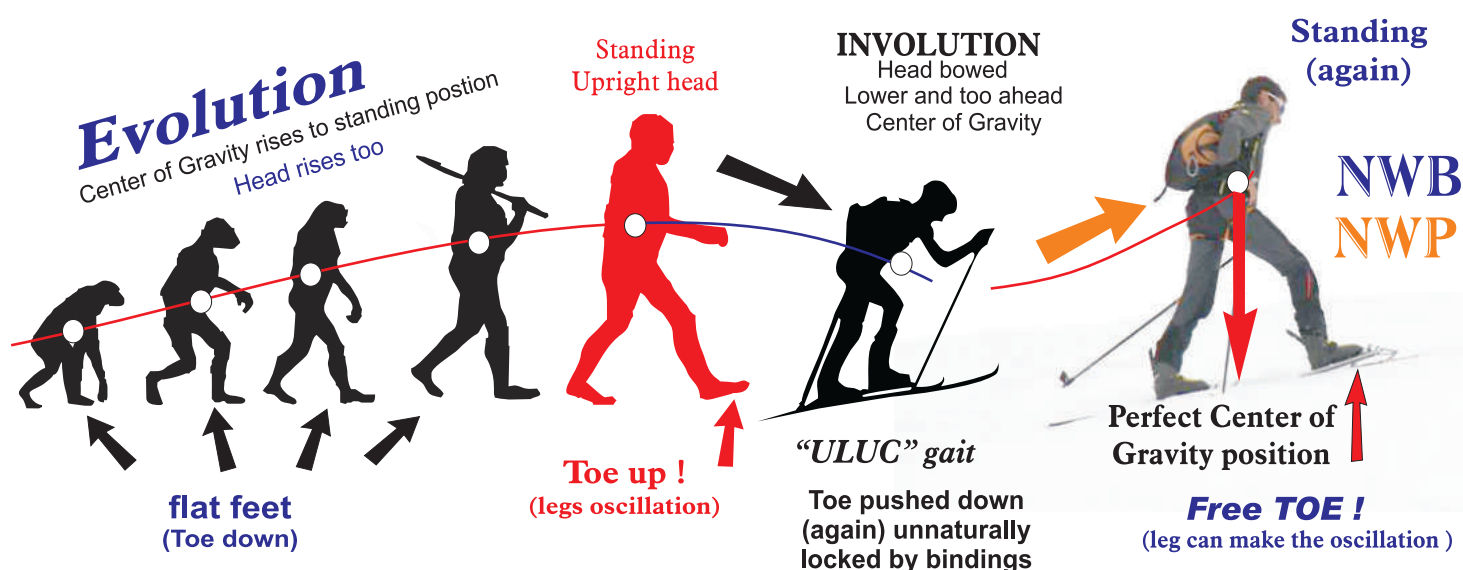 Evolution
Center of Gravity rises to standing postion
Head rises too
Standing
Upright head
INVOLUTION
Head bowed
Lower and too ahead
Center of Gravity
Standing
(again)
NWB
NWP
flat feet
(Toe down)
Toe up !
(legs oscillation)
“ULUC” gait
Toe pushed down
(again) unnaturally
locked by bindings
Perfect Center of
Gravity position
Free TOE !
(leg can make the oscillation )